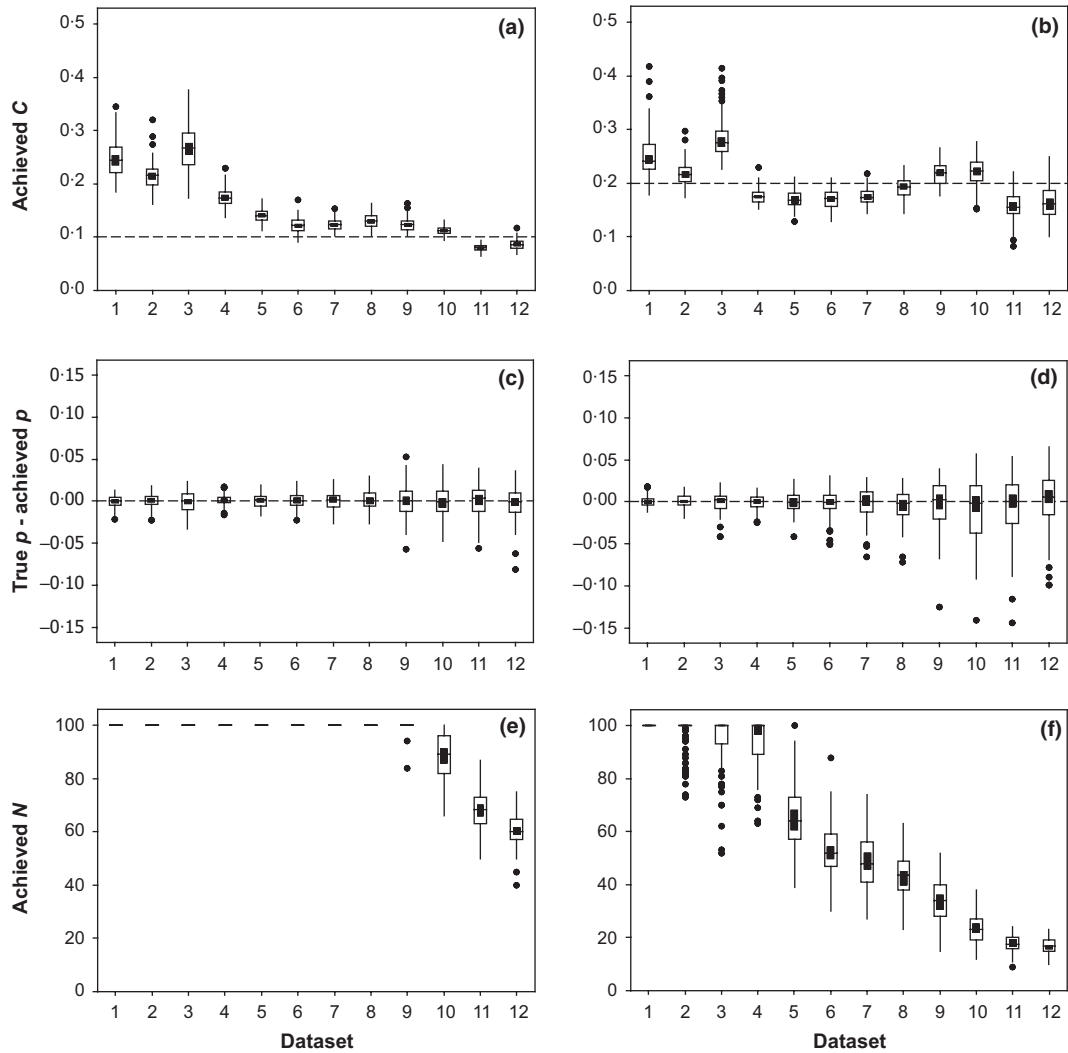 (a)
Achieved C
0·5
0·4
0·3
0·2
0·1
0·0
1 2 3 4 5 6 7 8 9 10 11 12
(b)
0·5
0·4
0·3
0·2
0·1
0·0
1 2 3 4 5 6 7 8 9 10 11 12
(c)
True p - achieved p
0·15
0·10
0·05
0·00
–0·05
–0·10
–0·15
1 2 3 4 5 6 7 8 9 10 11 12
(d)
0·15
0·10
0·05
0·00
–0·05
–0·10
–0·15
1 2 3 4 5 6 7 8 9 10 11 12
(e)
Achieved N
100
80
60
40
20
0
1 2 3 4 5 6 7 8 9 10 11 12
Dataset
(f)
100
80
60
40
20
0
1 2 3 4 5 6 7 8 9 10 11 12
Dataset